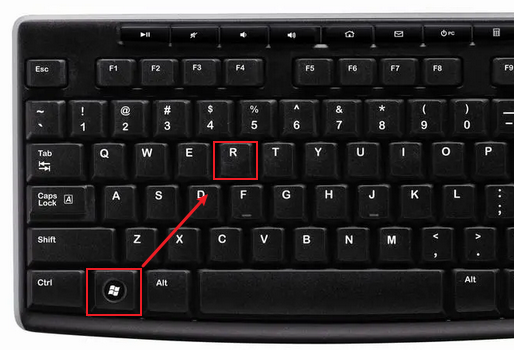 PC
Esc F1 F2 F3 F4 F5 F6 F7 F8 F9
~ ! @ # $ % ^ & * ( )
` 1 2 3 4 5 6 7 8 9 0
Tab Q W E R T Y U I O P
Caps Lock A A S D F G H J K L : ;
Shift Z X C V B N M < , > .
Ctrl Alt Alt